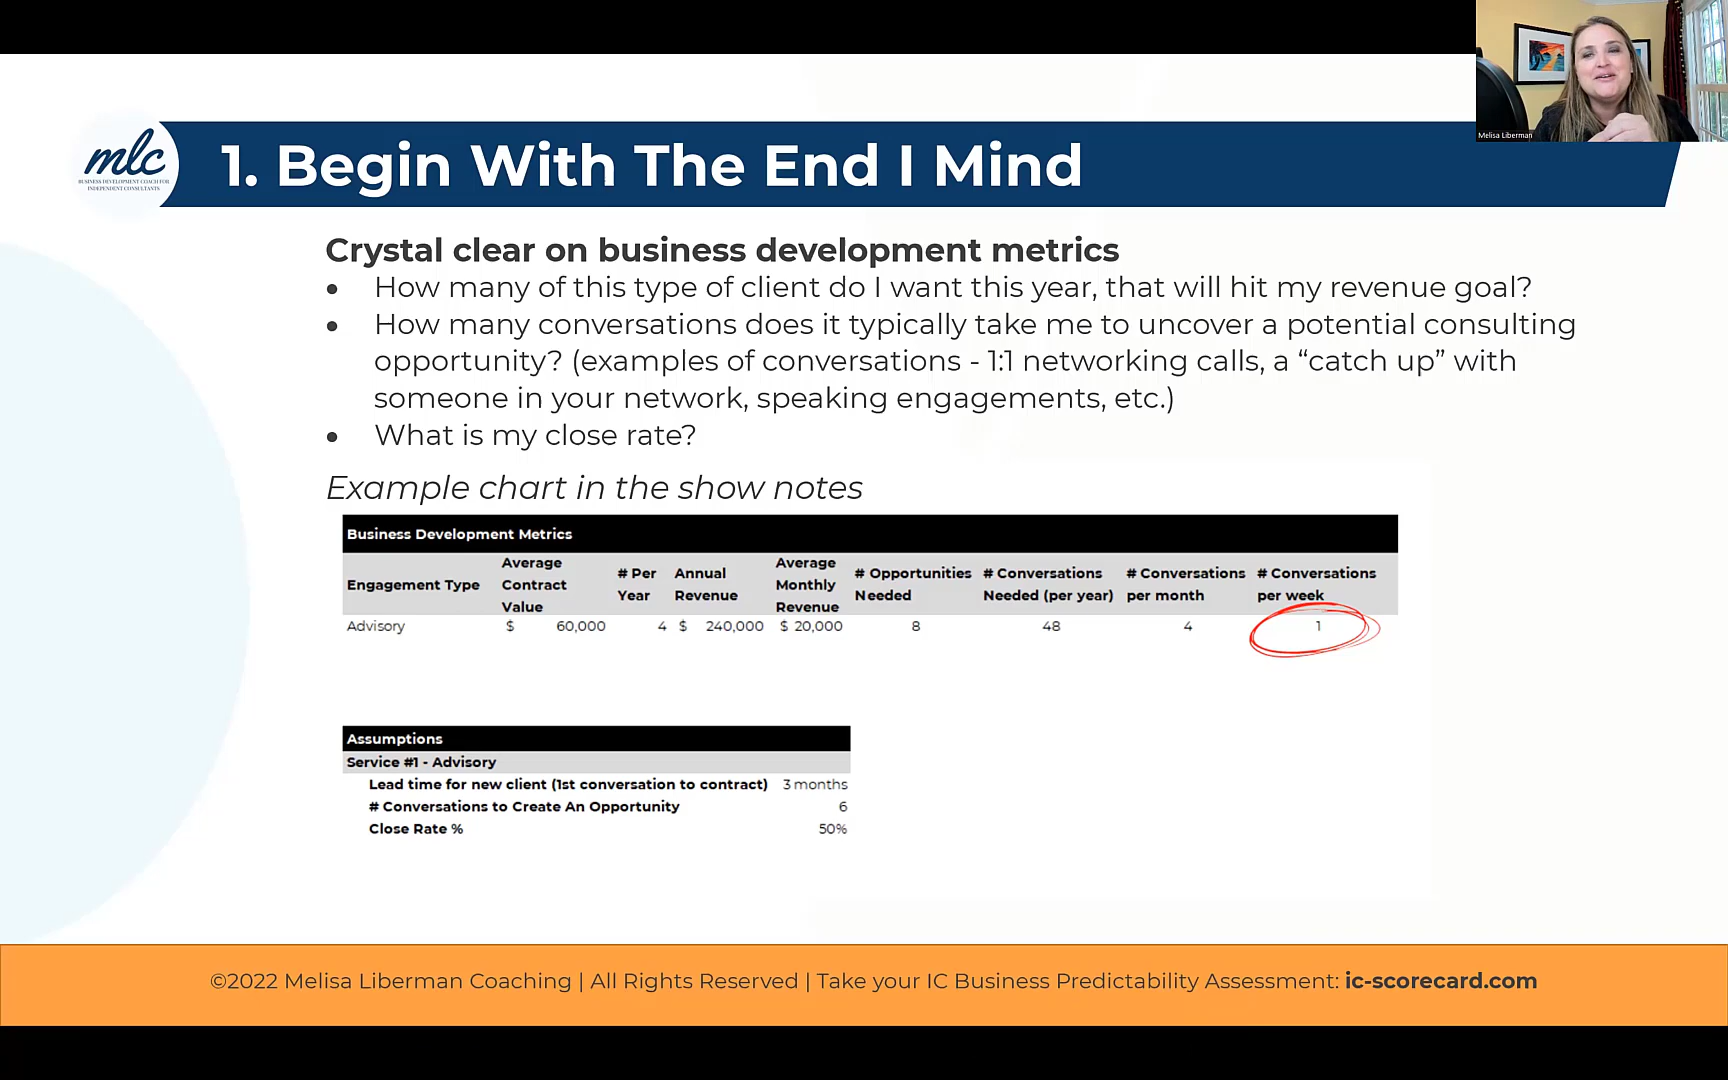 Melisa Liberman
mlc
BUSINESS DEVELOPMENT COACH FOR
INDEPENDENT CONSULTANTS
1. Begin With The End I Mind
Crystal clear on business development metrics
• How many of this type of client do I want this year, that will hit my revenue goal?
• How many conversations does it typically take me to uncover a potential consulting
opportunity? (examples of conversations - 1:1 networking calls, a “catch up” with
someone in your network, speaking engagements, etc.)
• What is my close rate?
Example chart in the show notes
Business Development Metrics
Engagement Type
Average
Contract
Value
# Per
Year
Annual
Revenue
Average
Monthly
Revenue
# Opportunities
Needed
# Conversations
Needed (per year)
# Conversations
per month
# Conversations
per week
Advisory $ 60,000 4 $ 240,000 $ 20,000 8 48 4 1
Assumptions
Service #1 - Advisory
Lead time for new client (1st conversation to contract) 3 months
# Conversations to Create An Opportunity 6
Close Rate % 50%
©2022 Melisa Liberman Coaching | All Rights Reserved | Take your IC Business Predictability Assessment: ic-scorecard.com